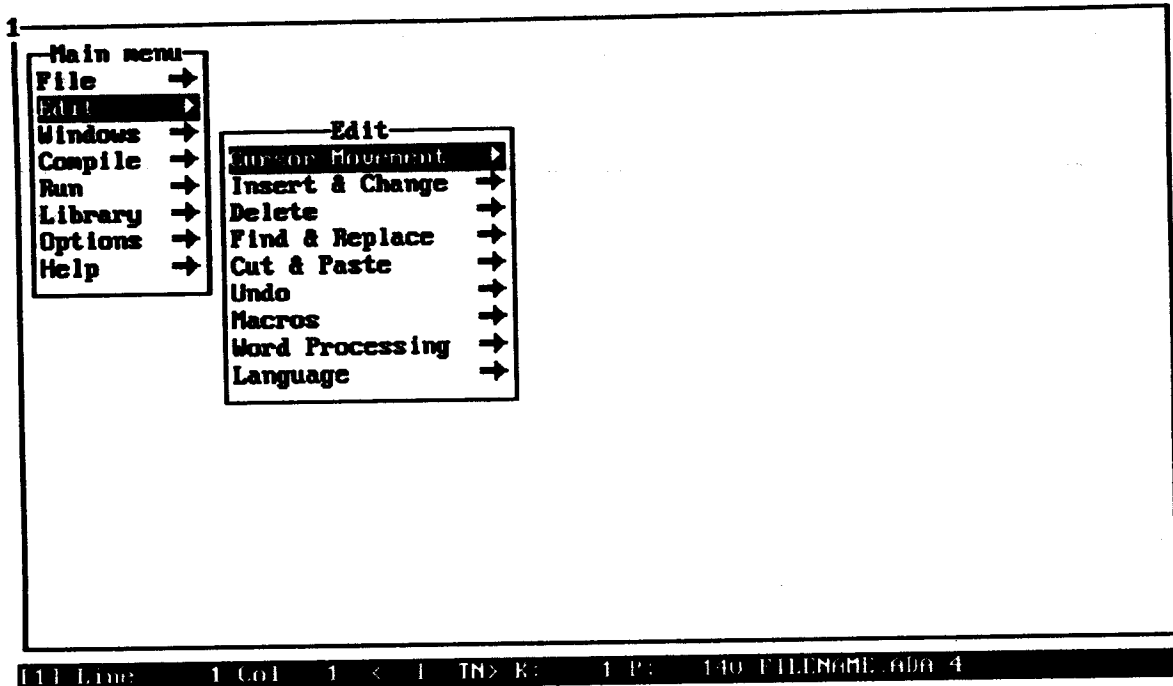 1
Main menu
File
Edit
Windows
Compile
Run
Library
Options
Help
Edit
Cursor Movement
Insert & Change
Delete
Find & Replace
Cut & Paste
Undo
Macros
Word Processing
Language
[1] Line 1 Col 1 < I TN> K: 1 P: 140 FILENAME.ADA 4